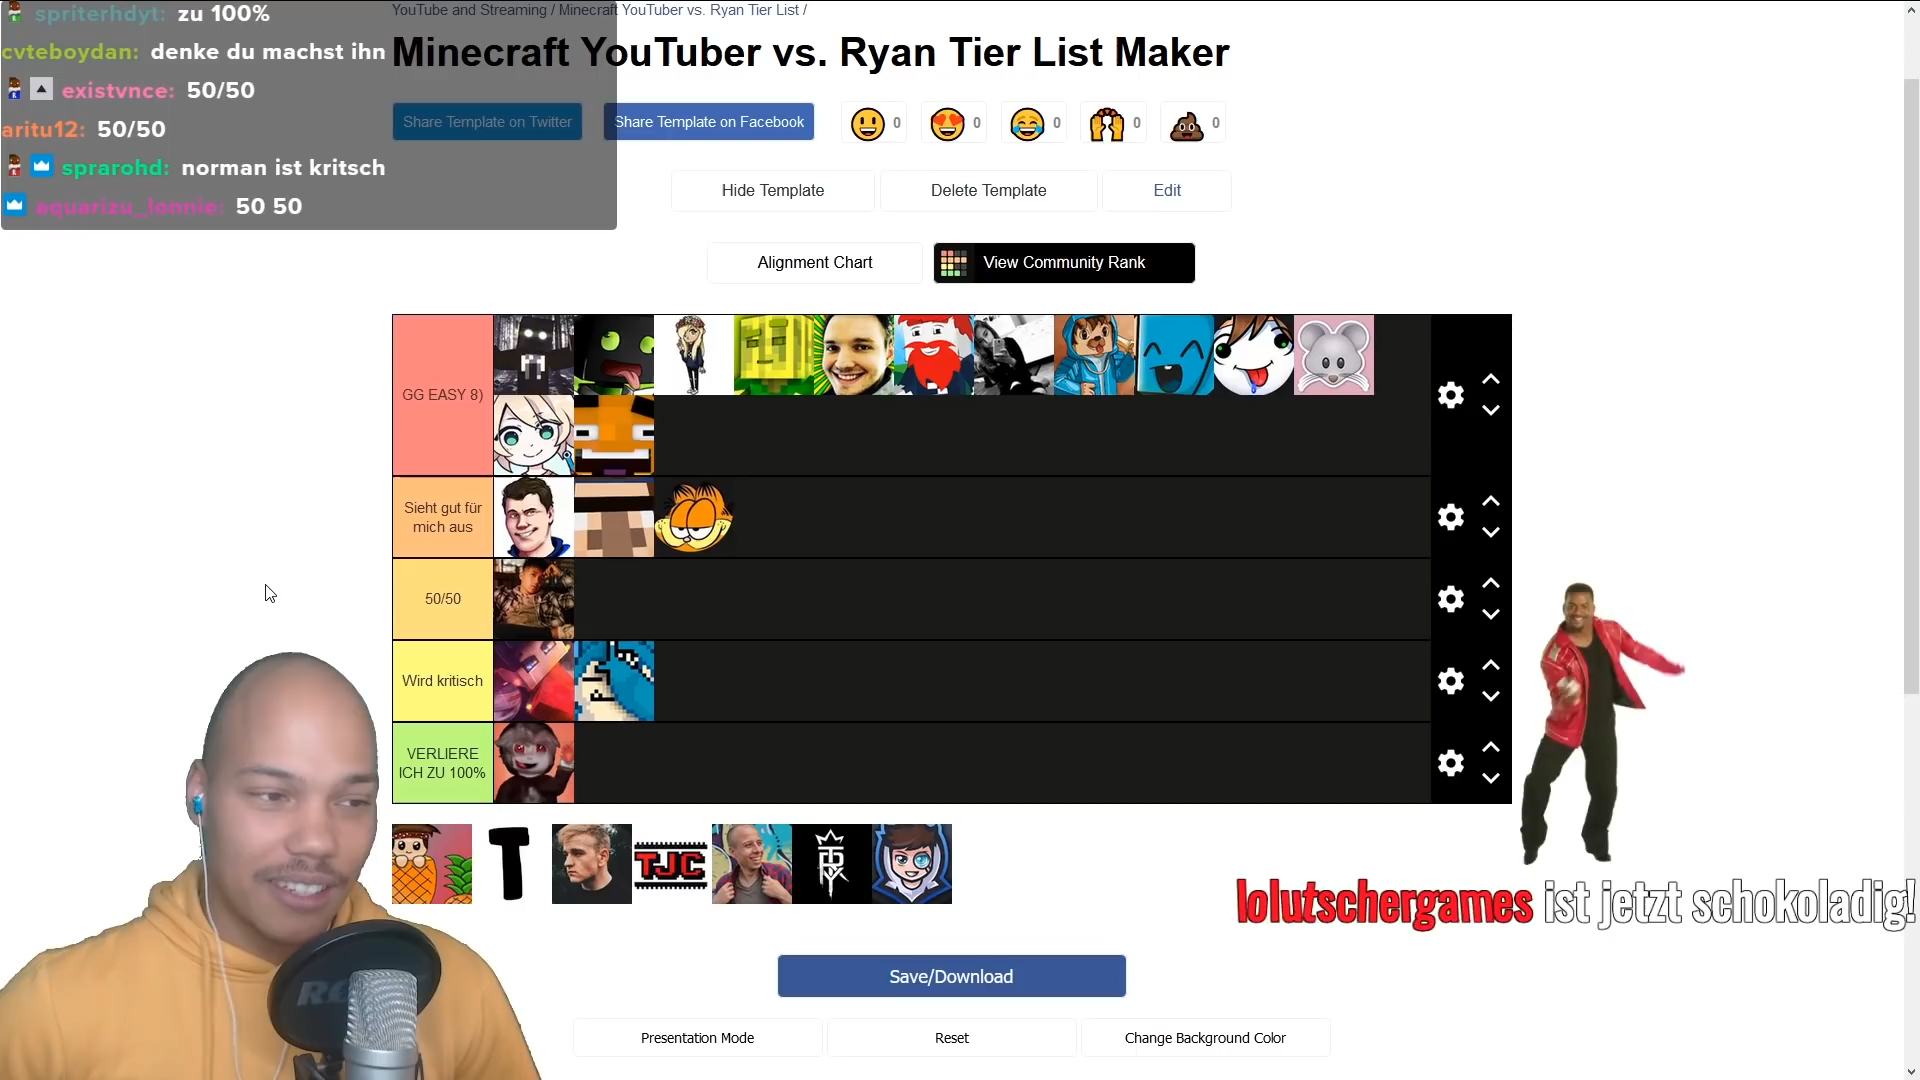 spriterhdyt: zu 100%
cvteboydan: denke du machst ihn
existvnce: 50/50
aritu12: 50/50
sprarohd: norman ist kritsch
aquarizu_lonnie: 50 50
YouTube and Streaming / Minecraft YouTuber vs. Ryan Tier List /
Minecraft YouTuber vs. Ryan Tier List Maker
Share Template on Twitter
Share Template on Facebook
0
0
0
0
0
Hide Template
Delete Template
Edit
Alignment Chart
View Community Rank
GG EASY 8)
Sieht gut für
mich aus
50/50
Wird kritisch
VERLIERE
ICH ZU 100%
T
TJC
lolutschergames ist jetzt schokoladig!
Save/Download
Presentation Mode
Reset
Change Background Color